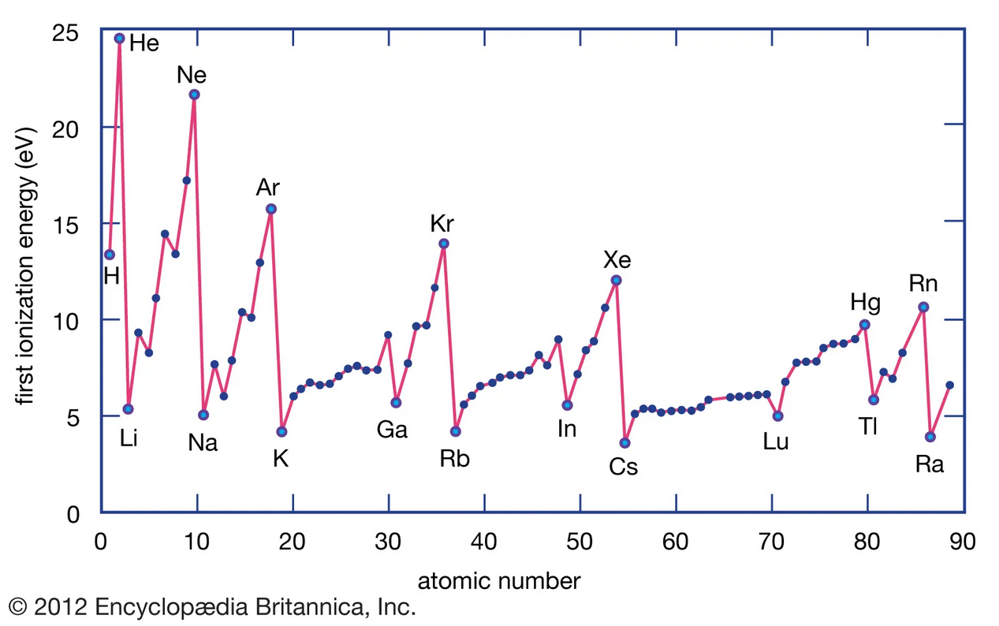 25
He
Ne
20
Ar
15
Kr
H
Xe
Rn
Hg
10
5
Li
Na
K
Ga
Rb
In
Cs
Lu
Tl
Ra
0
first ionization energy (eV)
0 10 20 30 40 50 60 70 80 90
atomic number
© 2012 Encyclopædia Britannica, Inc.